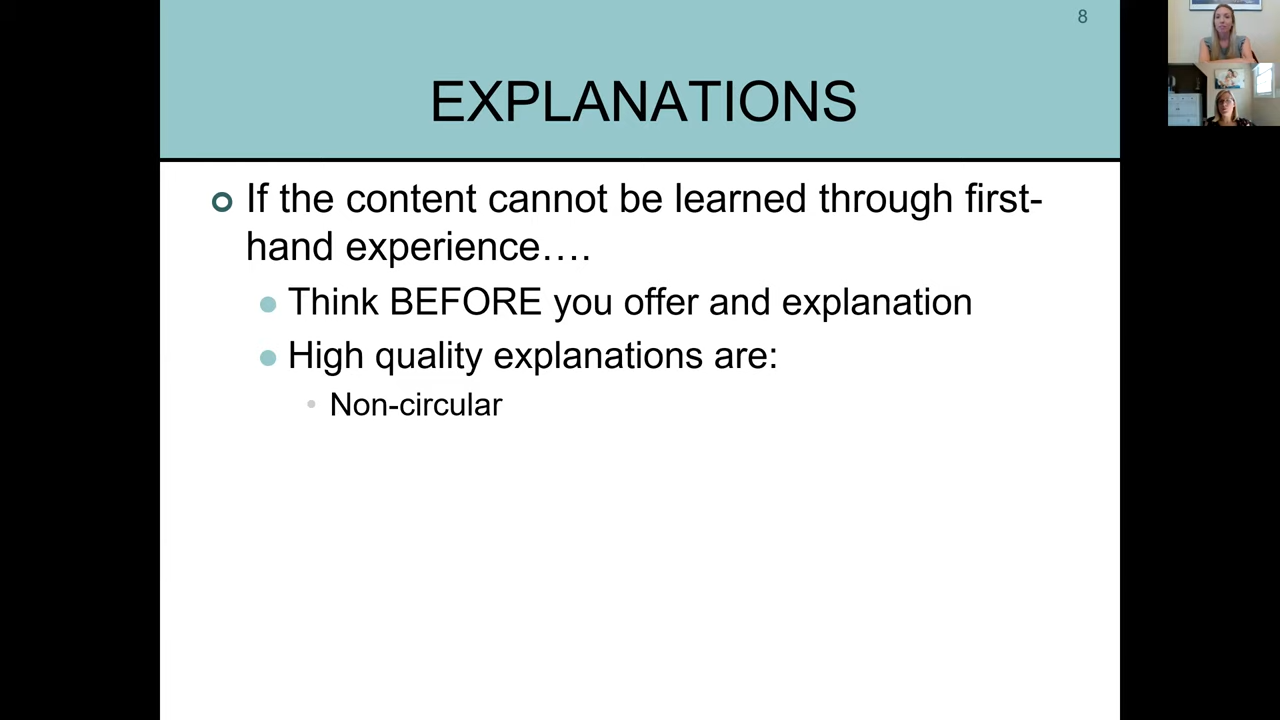 8
EXPLANATIONS
If the content cannot be learned through first-
hand experience….
Think BEFORE you offer and explanation
High quality explanations are:
Non-circular